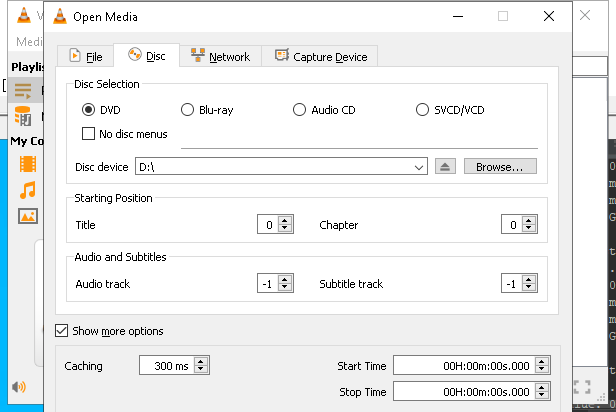 Open Media
Medi
File
Disc
Network
Capture Device
Playlis
Disc Selection
DVD
Blu-ray
Audio CD
SVCD/VCD
No disc menus
My Co
Disc device
D:\
Browse...
Starting Position
Title
0
Chapter
0
Audio and Subtitles
Audio track
-1
Subtitle track
-1
Show more options
Caching
300 ms
Start Time
00H:00m:00s.000
Stop Time
00H:00m:00s.000